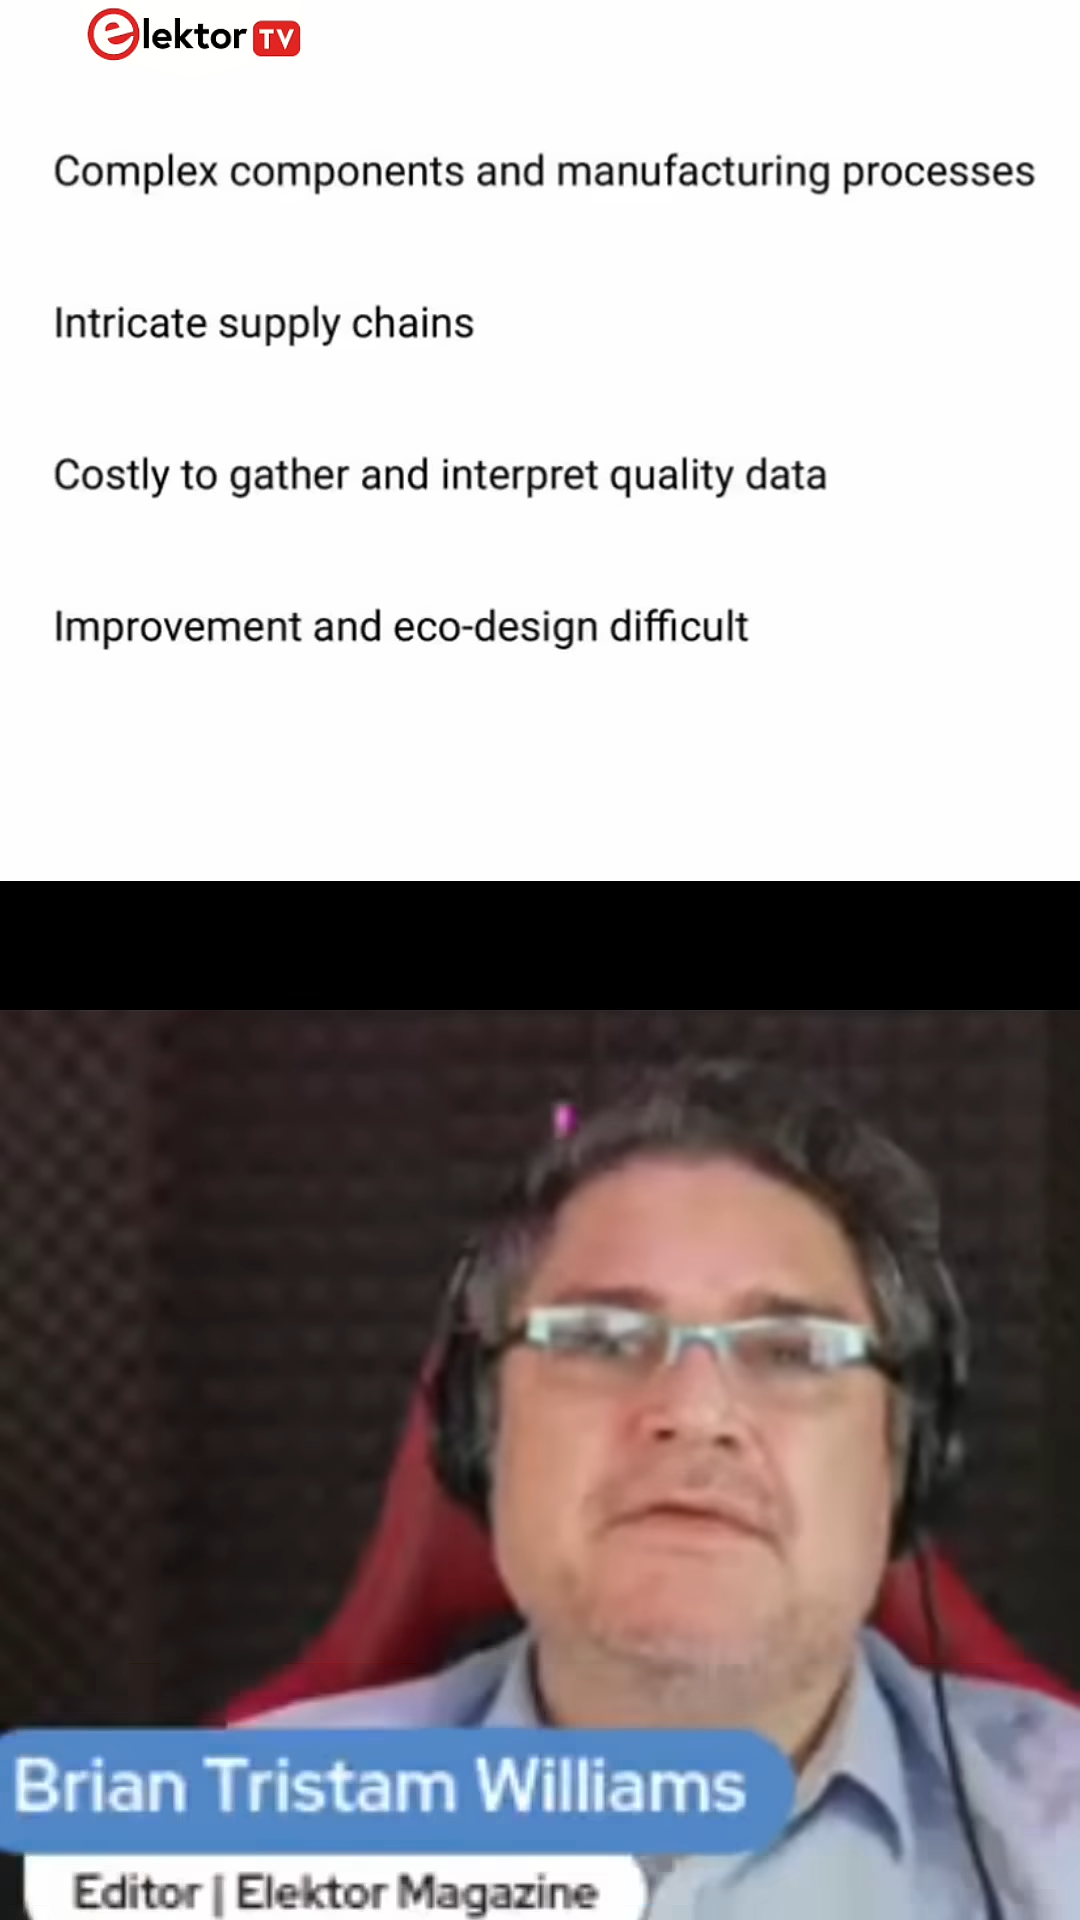 elektor TV
Complex components and manufacturing processes
Intricate supply chains
Costly to gather and interpret quality data
Improvement and eco-design difficult
Brian Tristam Williams
Editor | Elektor Magazine